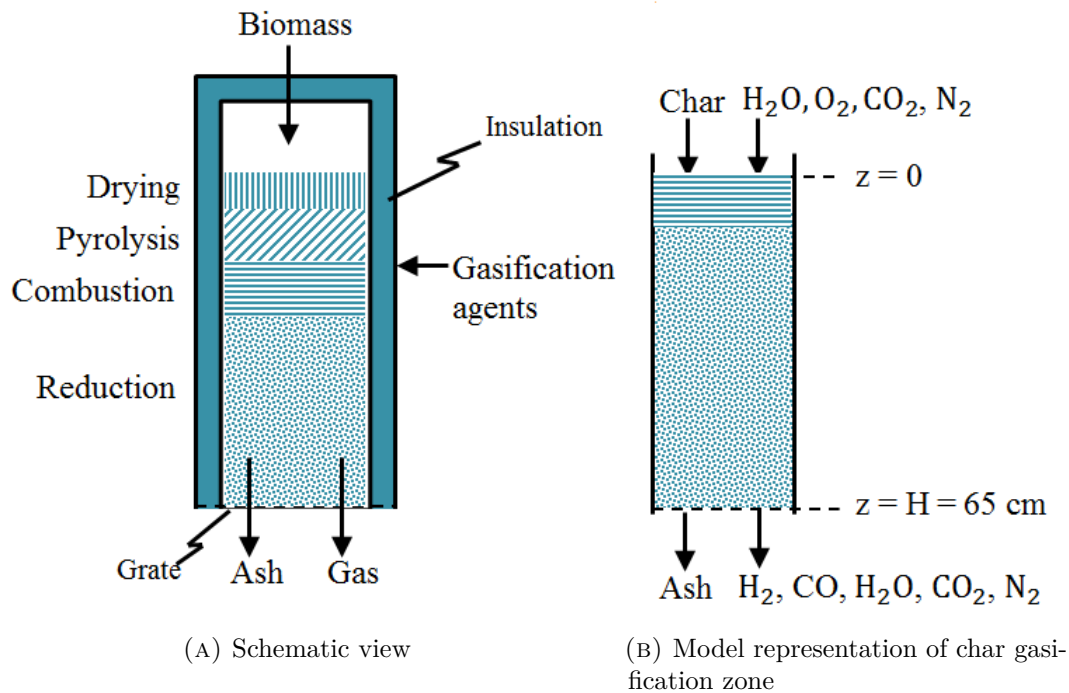 Biomass
Insulation
Drying
Pyrolysis
Combustion
Gasification
agents
Reduction
Grate
Ash
Gas
(A) Schematic view
Char
H₂O, O₂, CO₂, N₂
z = 0
z = H = 65 cm
Ash
H₂, CO, H₂O, CO₂, N₂
(B) Model representation of char gasi-
fication zone